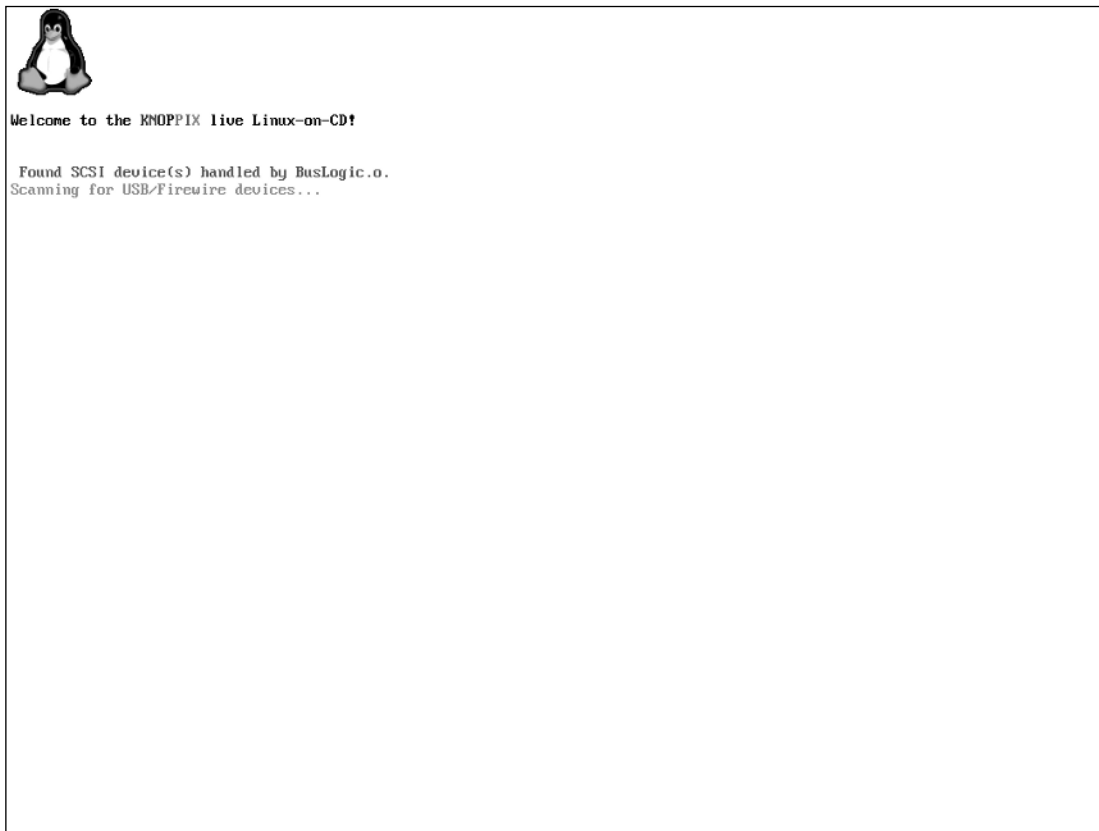 Welcome to the KNOPPIX live Linux-on-CD!
Found SCSI device(s) handled by BusLogic.o.
Scanning for USB/Firewire devices...